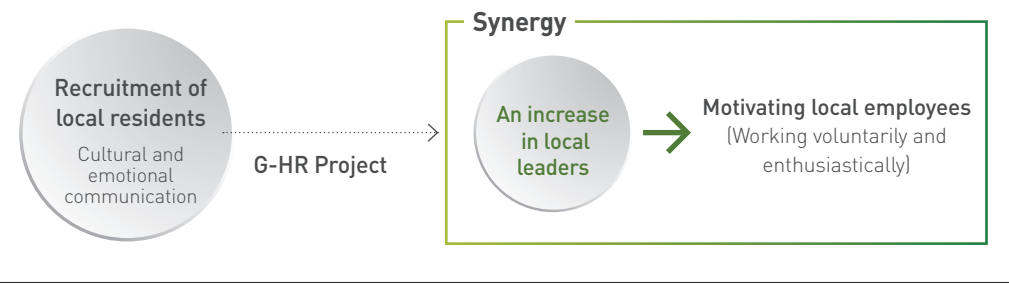 Synergy
Recruitment of
local residents
Cultural and
emotional
communication
G-HR Project
An increase
in local
leaders
Motivating local employees
(Working voluntarily and
enthusiastically)